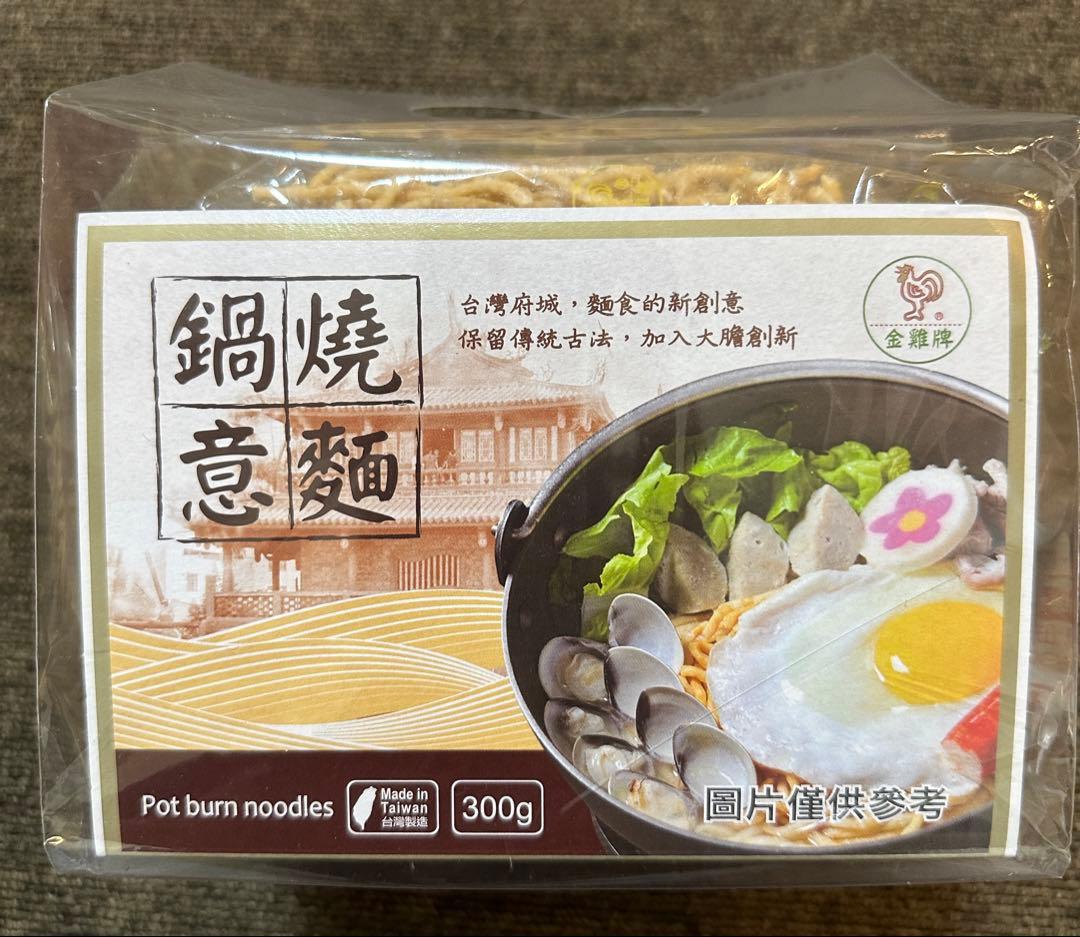 鍋燒
意麵
台灣府城，麵食的新創意
保留傳統古法，加入大膽創新
®
金雞牌
Pot burn noodles
Made in
Taiwan
台灣製造
300g
圖片僅供參考